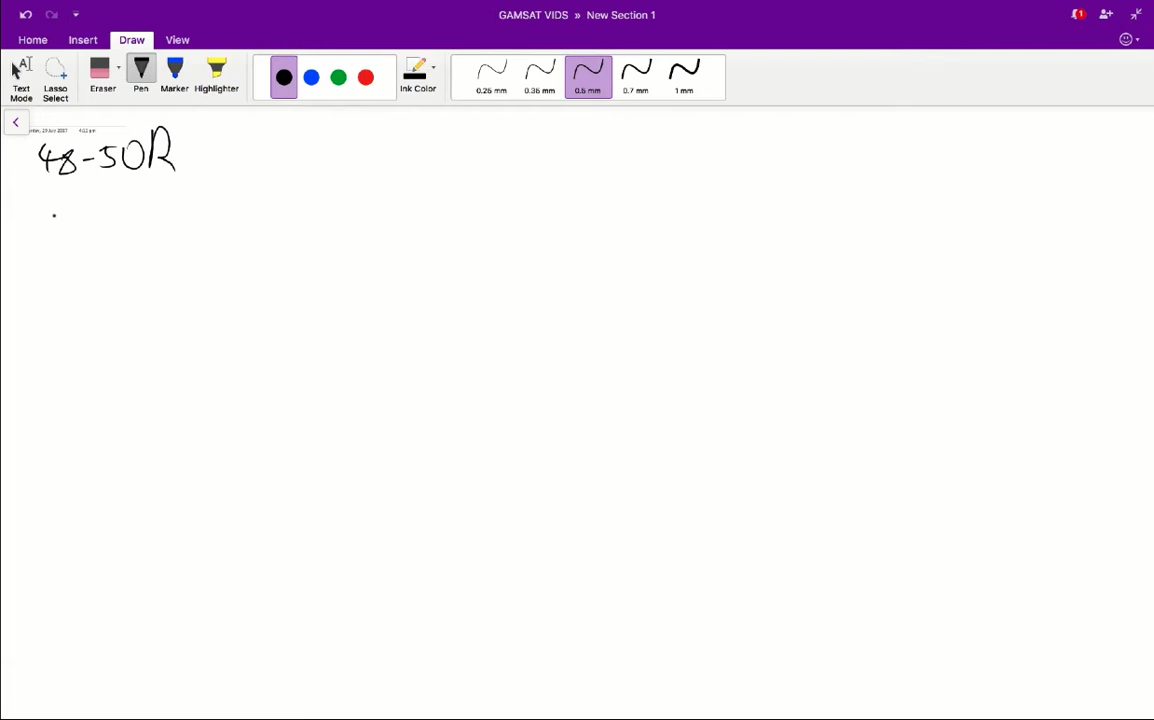 GAMSAT VIDS » New Section 1
1
Home Insert Draw View
Text Mode
Lasso Select
Eraser
Pen
Marker
Highlighter
Ink Color
0.25 mm
0.35 mm
0.5 mm
0.7 mm
1 mm
48-50R